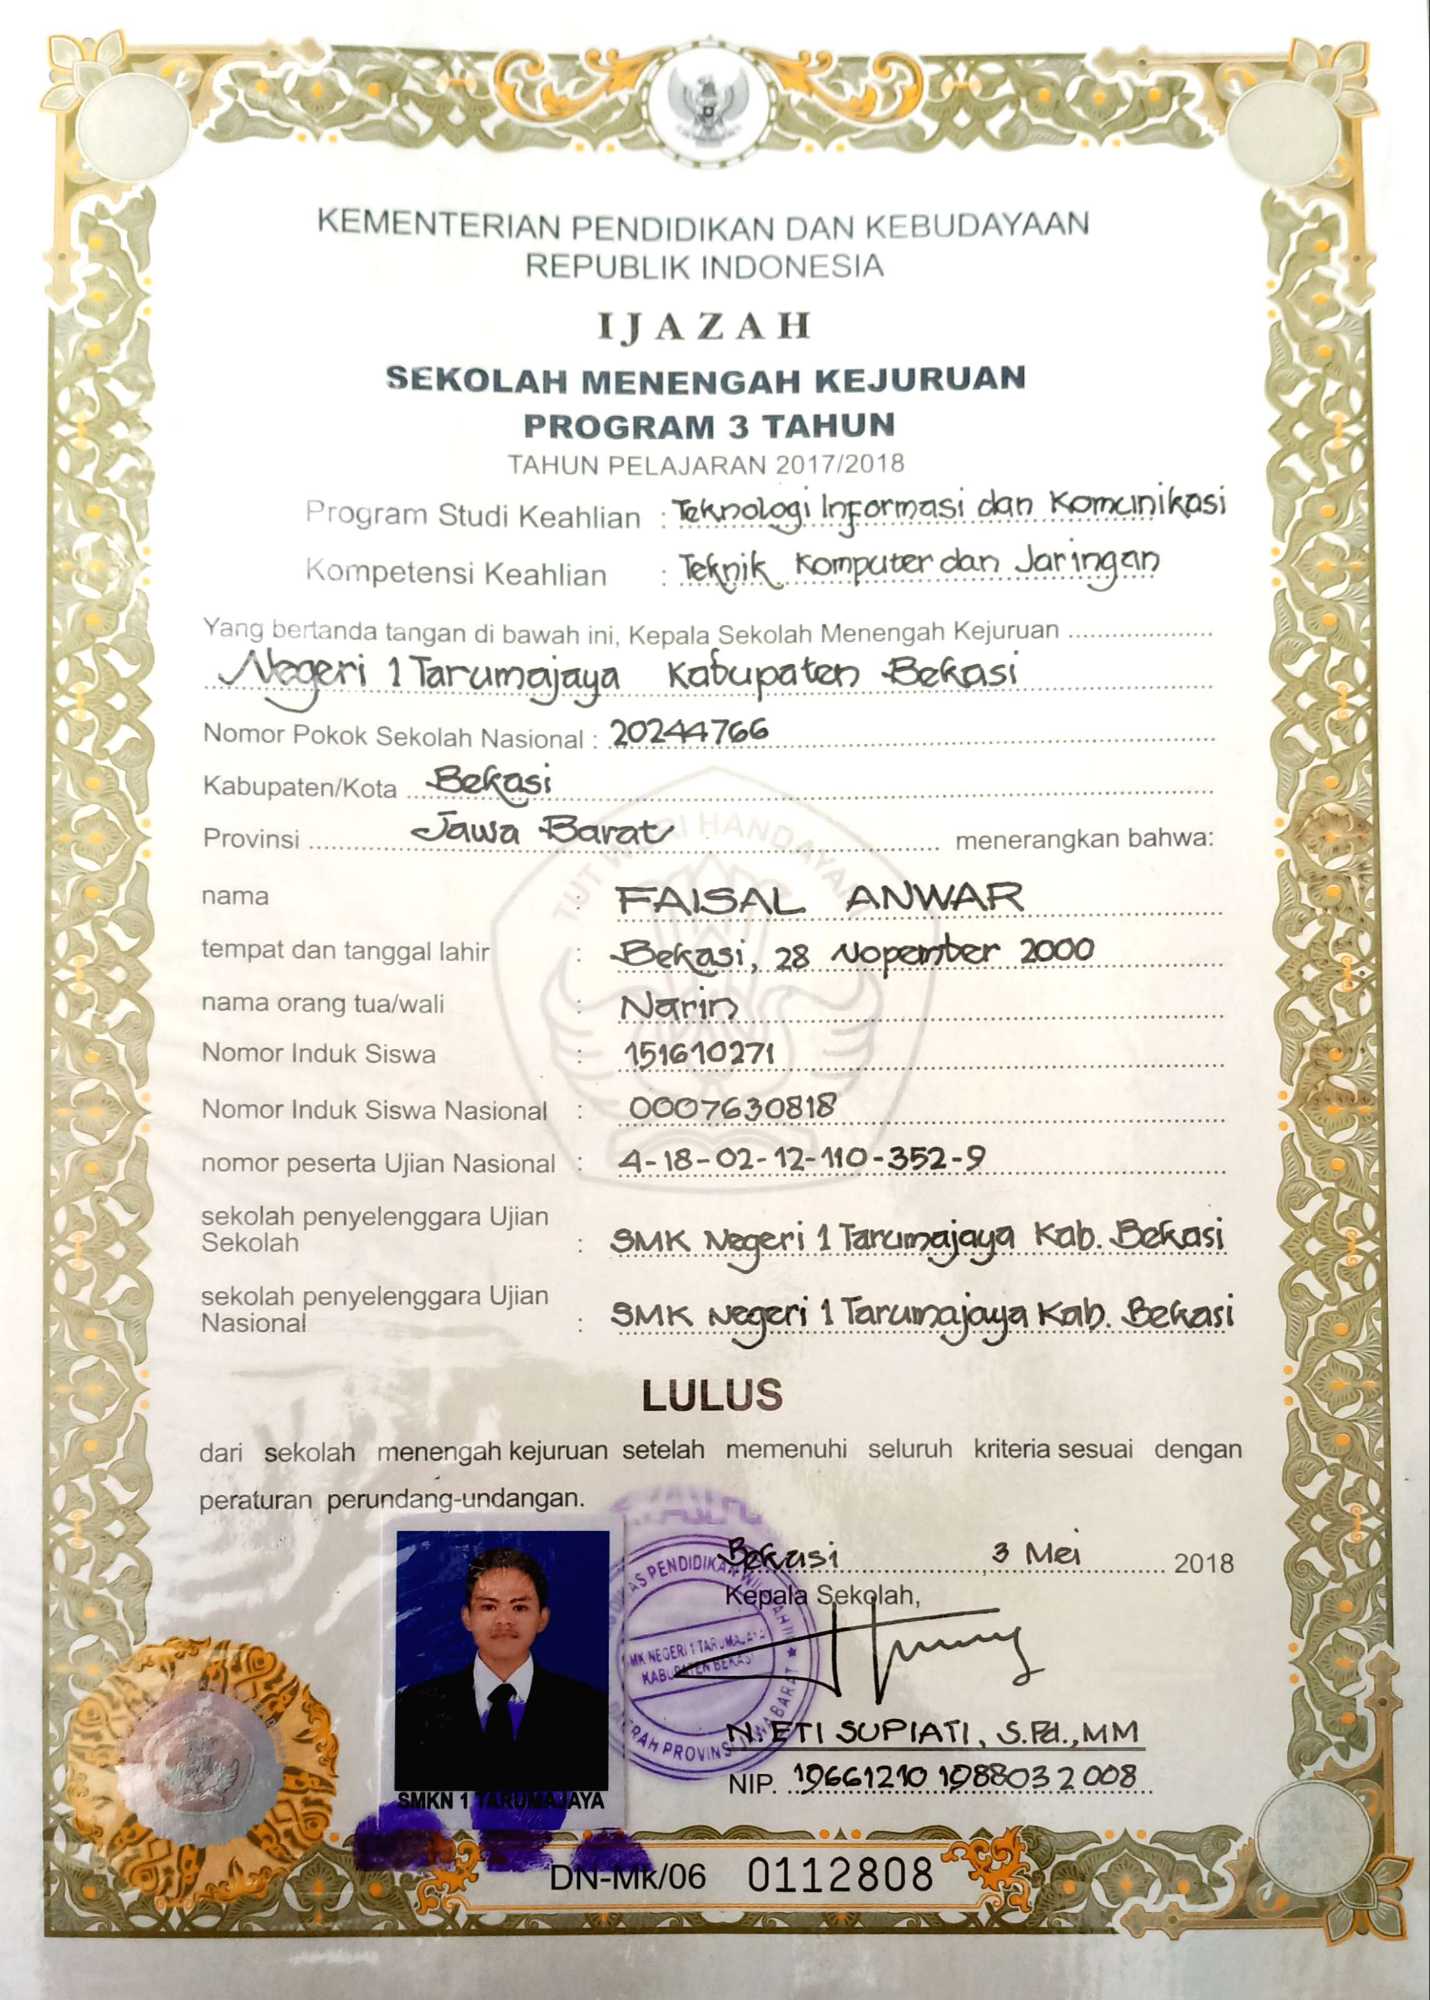 KEMENTERIAN PENDIDIKAN DAN KEBUDAYAAN
REPUBLIK INDONESIA
IJAZAH
SEKOLAH MENENGAH KEJURUAN
PROGRAM 3 TAHUN
TAHUN PELAJARAN 2017/2018
Program Studi Keahlian : Teknologi Informasi dan Komunikasi
Kompetensi Keahlian : Teknik Komputer dan Jaringan
Yang bertanda tangan di bawah ini, Kepala Sekolah Menengah Kejuruan
Negeri 1 Tarumajaya Kabupaten Bekasi
Nomor Pokok Sekolah Nasional : 20244766
Kabupaten/Kota Bekasi
Provinsi Jawa Barat menerangkan bahwa:
TUT WURI HANDAYANI
nama : FAISAL ANWAR
tempat dan tanggal lahir : Bekasi, 28 Nopember 2000
nama orang tua/wali : Narin
Nomor Induk Siswa : 151610271
Nomor Induk Siswa Nasional : 0007630818
nomor peserta Ujian Nasional : 4-18-02-12-110-352-9
sekolah penyelenggara Ujian
Sekolah : SMK Negeri 1 Tarumajaya Kab. Bekasi
sekolah penyelenggara Ujian
Nasional : SMK Negeri 1 Tarumajaya Kab. Bekasi
LULUS
dari sekolah menengah kejuruan setelah memenuhi seluruh kriteria sesuai dengan
peraturan perundang-undangan.
Bekasi, 3 Mei 2018
Kepala Sekolah,
PENDIDIKAN
NEGERI 1 TARUMAJAYA
KABUPATEN BEKASI
PROVINSI JAWA BARAT
N. ETI SUPIATI, S.Pd., MM
NIP. 19661210 198803 2 008
SMKN 1 TARUMAJAYA
DN-Mk/06 0112808